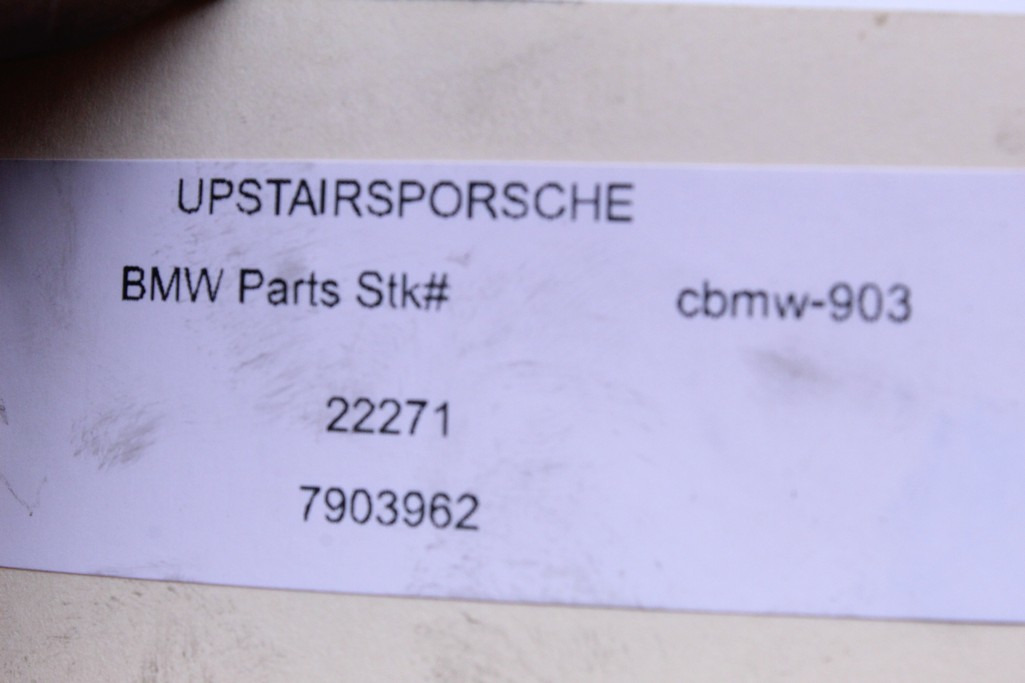 UPSTAIRSPORSCHE
BMW Parts Stk# cbmw-903
22271
7903962